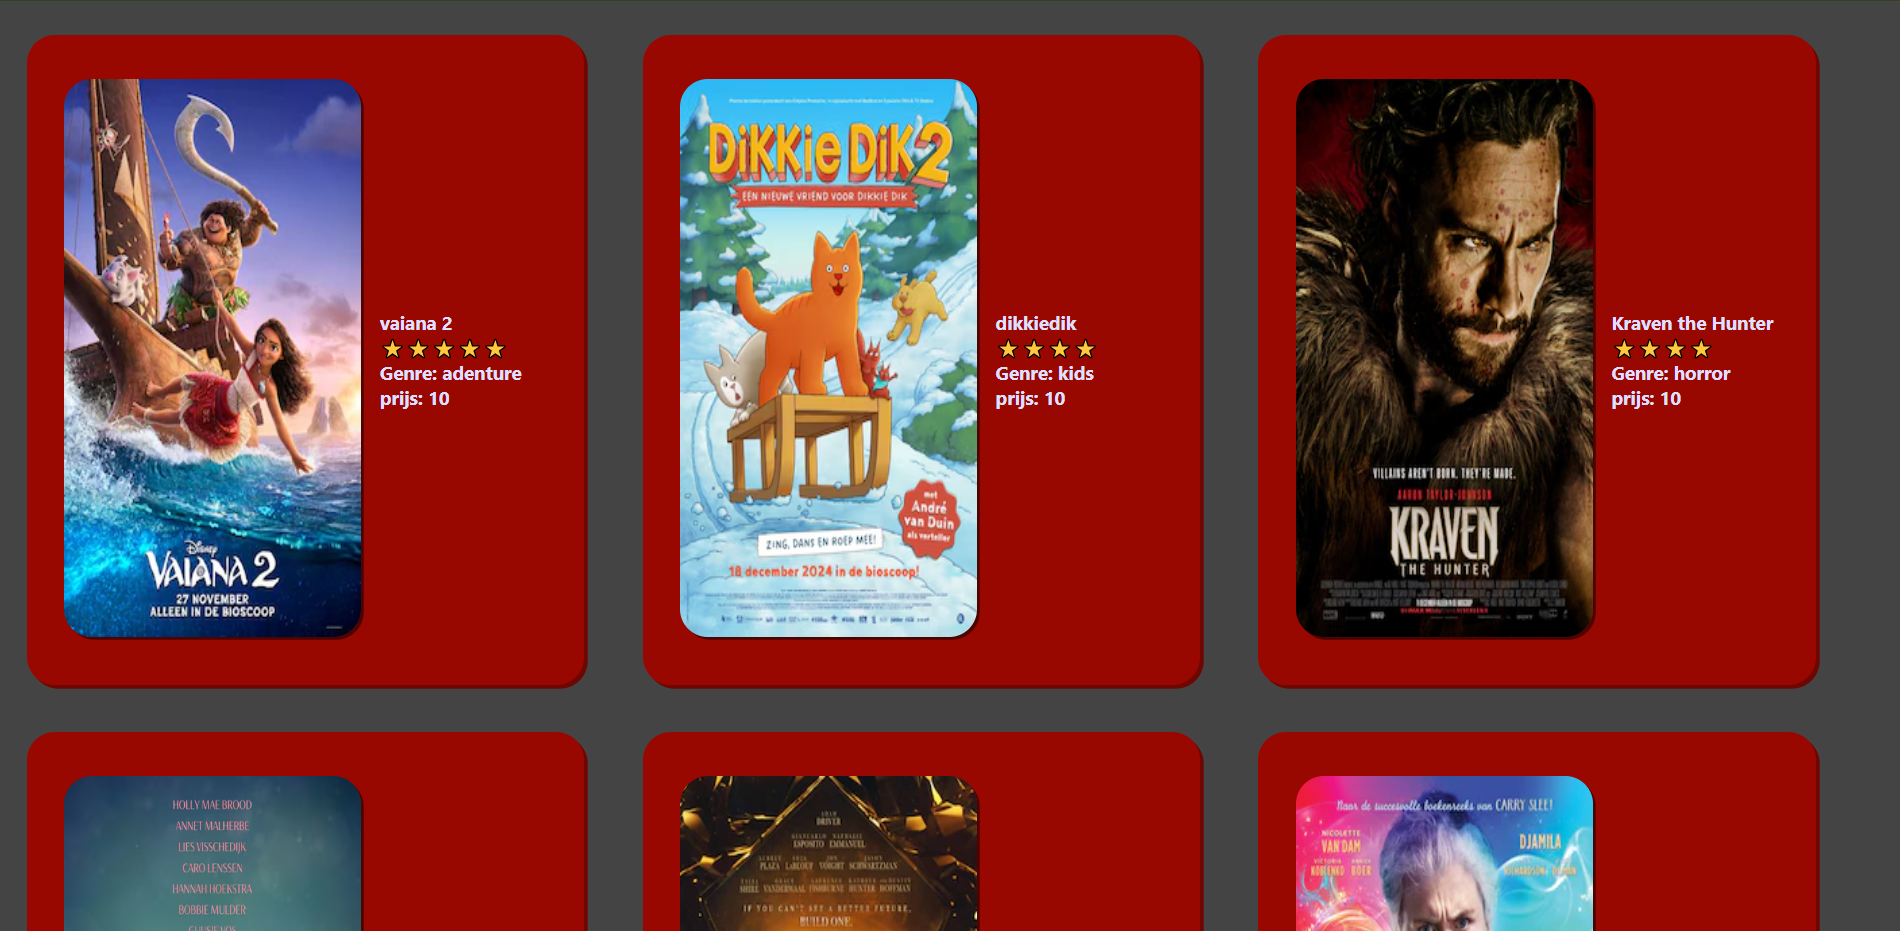 DIKKIE DIK 2
EEN NIEUWE VRIEND VOOR DIKKIE DIK
met
André
van Duin
als verteller
ZING, DANS EN ROEP MEE!
18 december 2024 in de bioscoop!
Disney
VAIANA 2
27 NOVEMBER
ALLEEN IN DE BIOSCOOP
vaiana 2
★★★★★
Genre: adenture
prijs: 10
dikkiedik
★★★★
Genre: kids
prijs: 10
VILLAINS AREN'T BORN. THEY'RE MADE.
AARON TAYLOR-JOHNSON
KRAVEN
THE HUNTER
Kraven the Hunter
★★★★
Genre: horror
prijs: 10
HOLLY MAE BROOD
ANNET MALHERBE
LIES VISSCHEDIJK
CARO LENSSEN
HANNAH HOEKSTRA
BOBBIE MULDER
ADAM
DRIVER
GIANCARLO NATHALIE
ESPOSITO EMMANUEL
AUBREY SHIA JON JASON
PLAZA LABEOUF VOIGHT SCHWARTZMAN
TALIA GRACE LAURENCE KATHRYN AND DUSTIN
SHIRE VANDERWAAL FISHBURNE HUNTER HOFFMAN
IF YOU CAN'T SEE A BETTER FUTURE,
BUILD ONE.
Naar de succesvolle boekenreeks van CARRY SLEE!
NICOLETTE
VAN DAM
DJAMILA